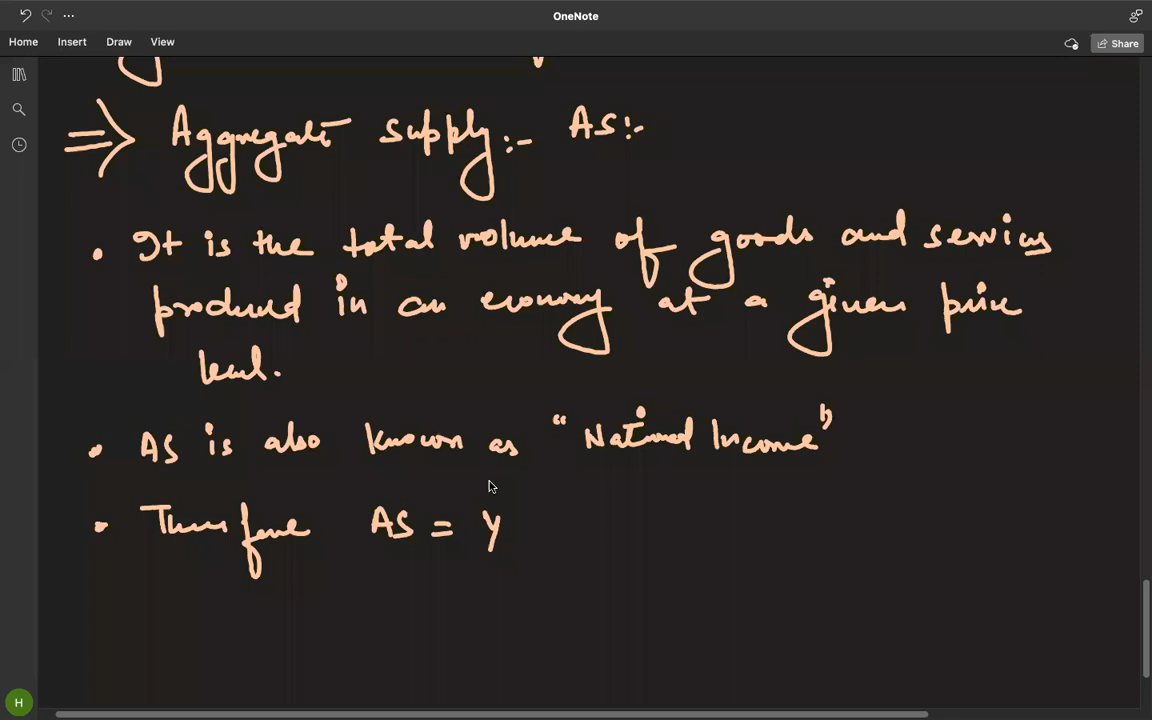 OneNote
Home Insert Draw View
Share
⇒ Aggregate supply:- AS:-
• It is the total volume of goods and services
produced in an economy at a given price
level.
• AS is also known as "National Income"
• Therefore AS = Y
H